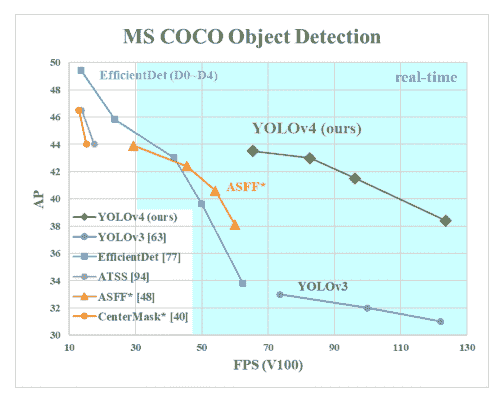 MS COCO Object Detection
50
48
46
44
42
40
38
36
34
32
30
AP
EfficientDet (D0~D4)
real-time
YOLOv4 (ours)
ASFF*
YOLOv3
YOLOv4 (ours)
YOLOv3 [63]
EfficientDet [77]
ATSS [94]
ASFF* [48]
CenterMask* [40]
10 30 50 70 90 110 130
FPS (V100)